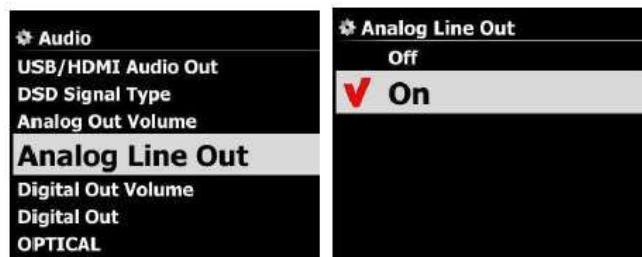 Audio
USB/HDMI Audio Out
DSD Signal Type
Analog Out Volume
Analog Line Out
Digital Out Volume
Digital Out
OPTICAL
Analog Line Out
Off
On